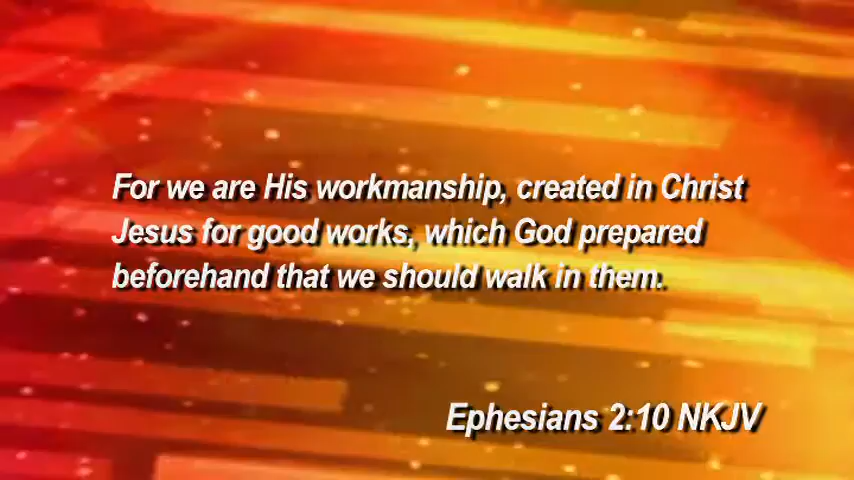 For we are His workmanship, created in Christ
Jesus for good works, which God prepared
beforehand that we should walk in them.
Ephesians 2:10 NKJV